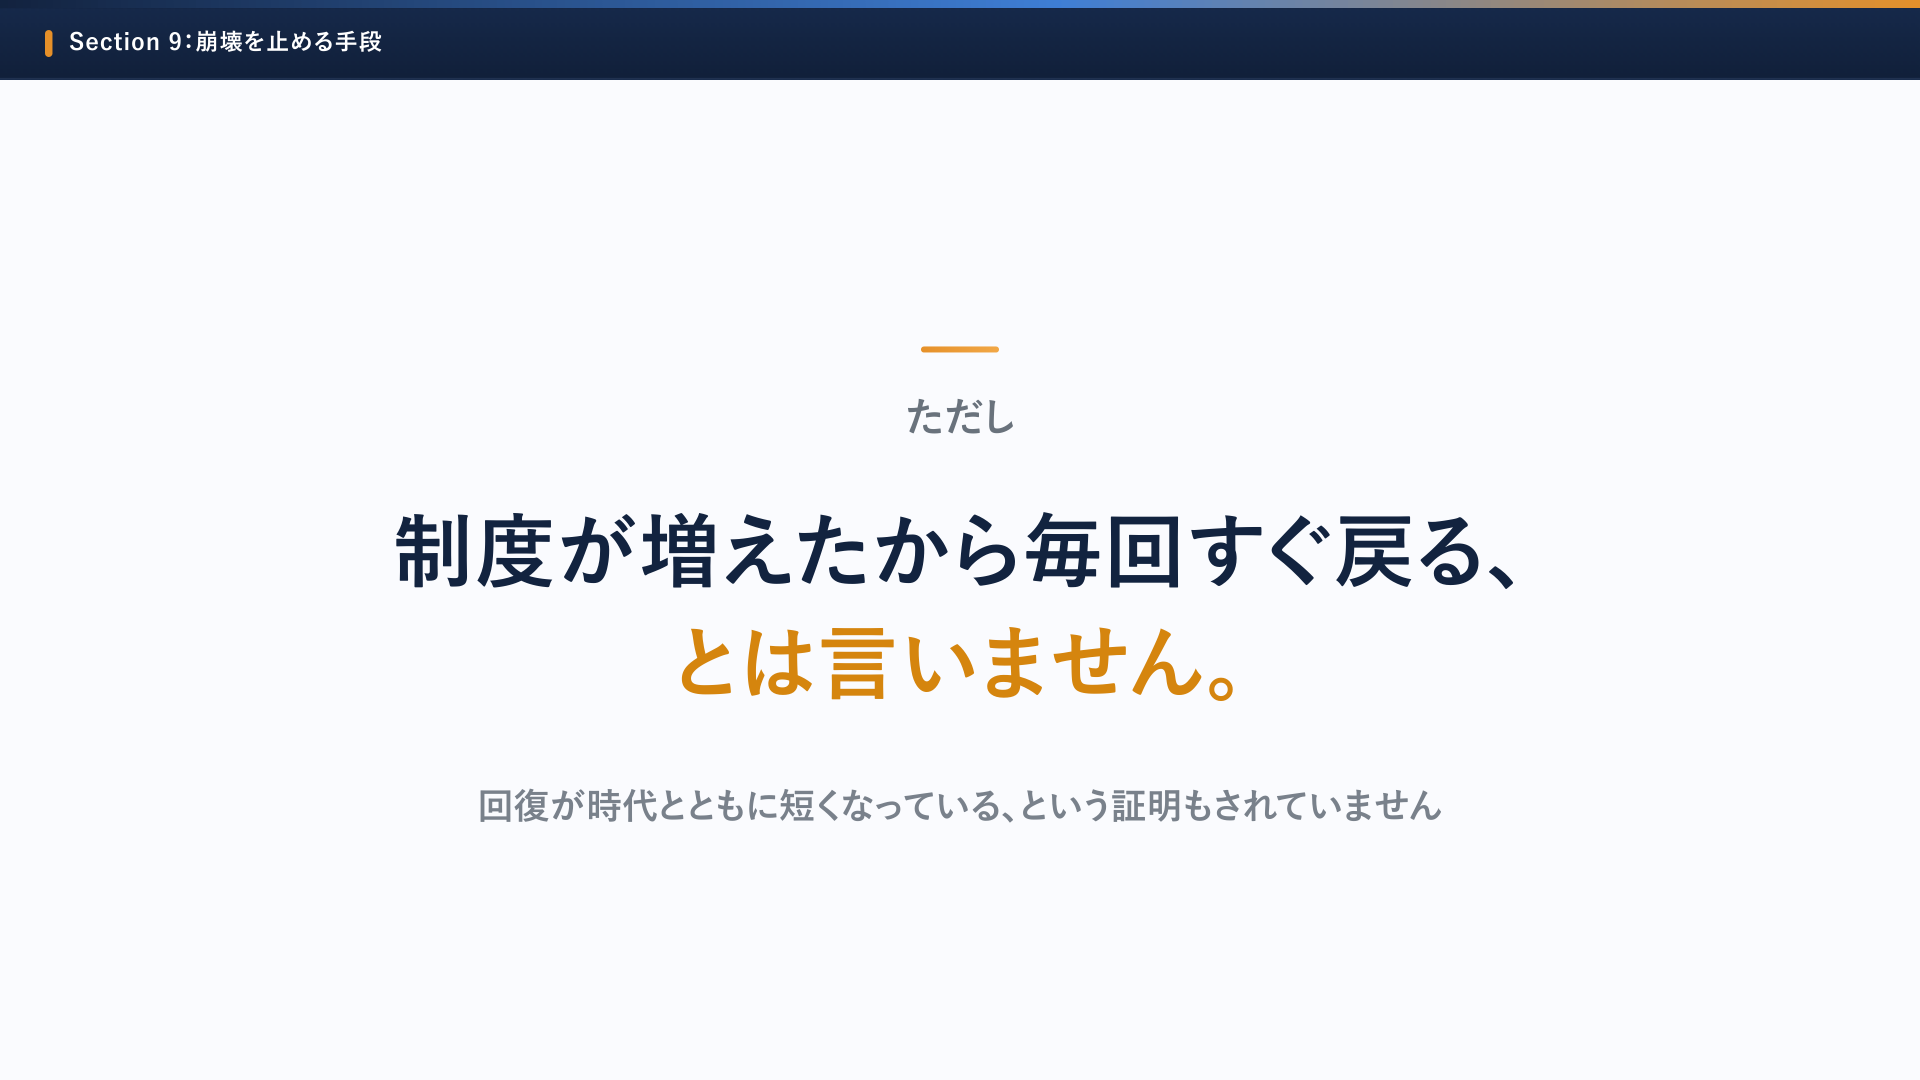 Section 9：崩壊を止める手段
ただし
制度が増えたから毎回すぐ戻る、
とは言いません。
回復が時代とともに短くなっている、という証明もされていません